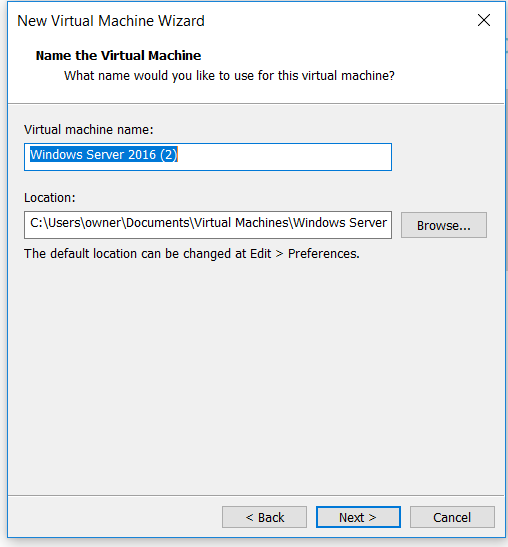 New Virtual Machine Wizard
Name the Virtual Machine
What name would you like to use for this virtual machine?
Virtual machine name:
Windows Server 2016 (2)
Location:
C:\Users\owner\Documents\Virtual Machines\Windows Server
Browse...
The default location can be changed at Edit > Preferences.
< Back
Next >
Cancel